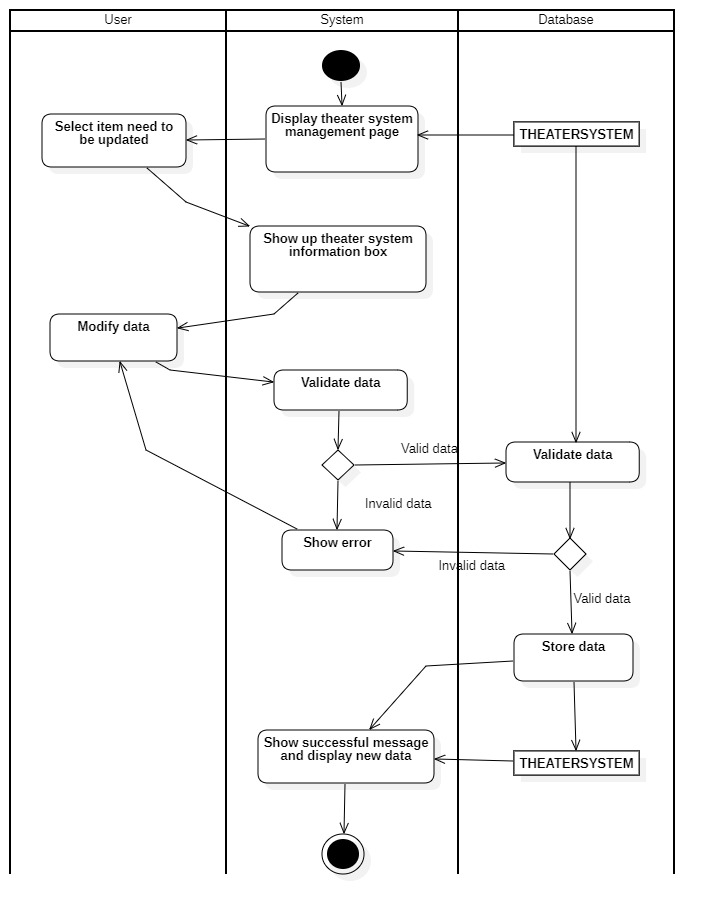 User
System
Database
Display theater system
management page
Select item need to
be updated
THEATERSYSTEM
Show up theater system
information box
Modify data
Validate data
Valid data
Validate data
Invalid data
Show error
Invalid data
Valid data
Store data
Show successful message
and display new data
THEATERSYSTEM